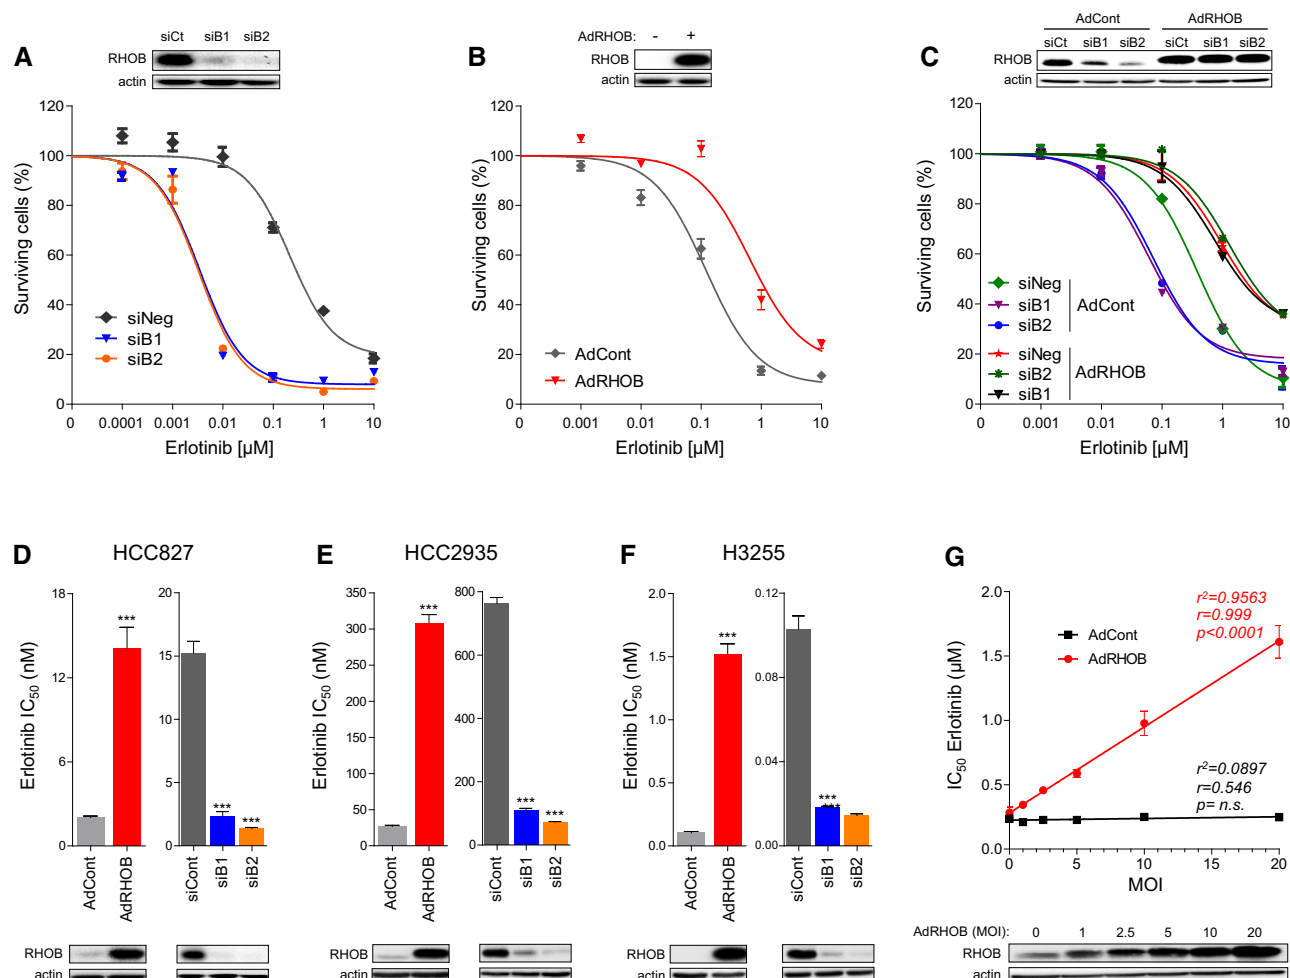 A
siCt siB1 siB2
RHOB
actin
120
100
80
60
40
20
0
Surviving cells (%)
siNeg
siB1
siB2
0 0.0001 0.001 0.01 0.1 1 10
Erlotinib [µM]
B
AdRHOB: - +
RHOB
actin
120
100
80
60
40
20
0
Surviving cells (%)
AdCont
AdRHOB
0 0.001 0.01 0.1 1 10
Erlotinib [µM]
C
AdCont AdRHOB
siCt siB1 siB2 siCt siB1 siB2
RHOB
actin
120
100
80
60
40
20
0
Surviving cells (%)
siNeg
siB1
siB2
AdCont
siNeg
siB2
siB1
AdRHOB
0 0.001 0.01 0.1 1 10
Erlotinib [µM]
D
HCC827
Erlotinib IC50 (nM)
18
12
6
0
***
AdCont
AdRHOB
20
15
10
5
0
***
***
siCont
siB1
siB2
RHOB
actin
E
HCC2935
Erlotinib IC50 (nM)
350
300
250
200
150
100
50
0
***
AdCont
AdRHOB
800
600
400
200
0
***
***
siCont
siB1
siB2
RHOB
actin
F
H3255
Erlotinib IC50 (nM)
2.0
1.5
1.0
0.5
0.0
***
AdCont
AdRHOB
0.12
0.08
0.04
0.00
***
***
siCont
siB1
siB2
RHOB
actin
G
IC50 Erlotinib (µM)
2.0
1.5
1.0
0.5
0.0
AdCont
AdRHOB
r²=0.9563
r=0.999
p<0.0001
r²=0.0897
r=0.546
p= n.s.
0 5 10 15 20
MOI
AdRHOB (MOI): 0 1 2.5 5 10 20
RHOB
actin